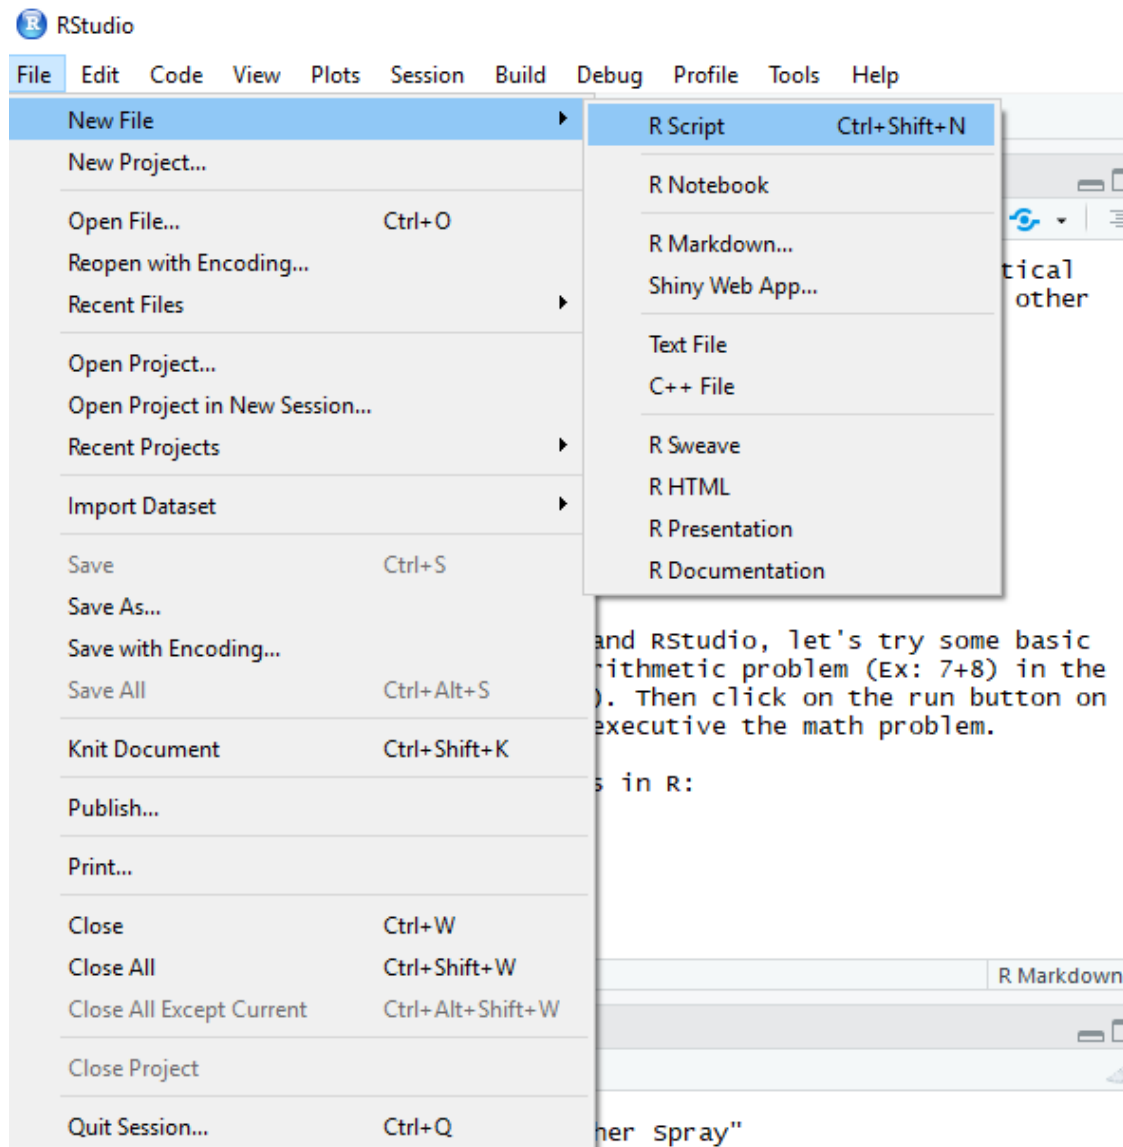 RStudio
File Edit Code View Plots Session Build Debug Profile Tools Help
New File
New Project...
Open File... Ctrl+O
Reopen with Encoding...
Recent Files
Open Project...
Open Project in New Session...
Recent Projects
Import Dataset
Save Ctrl+S
Save As...
Save with Encoding...
Save All Ctrl+Alt+S
Knit Document Ctrl+Shift+K
Publish...
Print...
Close Ctrl+W
Close All Ctrl+Shift+W
Close All Except Current Ctrl+Alt+Shift+W
Close Project
Quit Session... Ctrl+Q
R Script Ctrl+Shift+N
R Notebook
R Markdown...
Shiny Web App...
Text File
C++ File
R Sweave
R HTML
R Presentation
R Documentation
tical
other
and RStudio, let's try some basic
rithmetic problem (Ex: 7+8) in the
). Then click on the run button on
executive the math problem.
s in R:
R Markdown
her Spray"